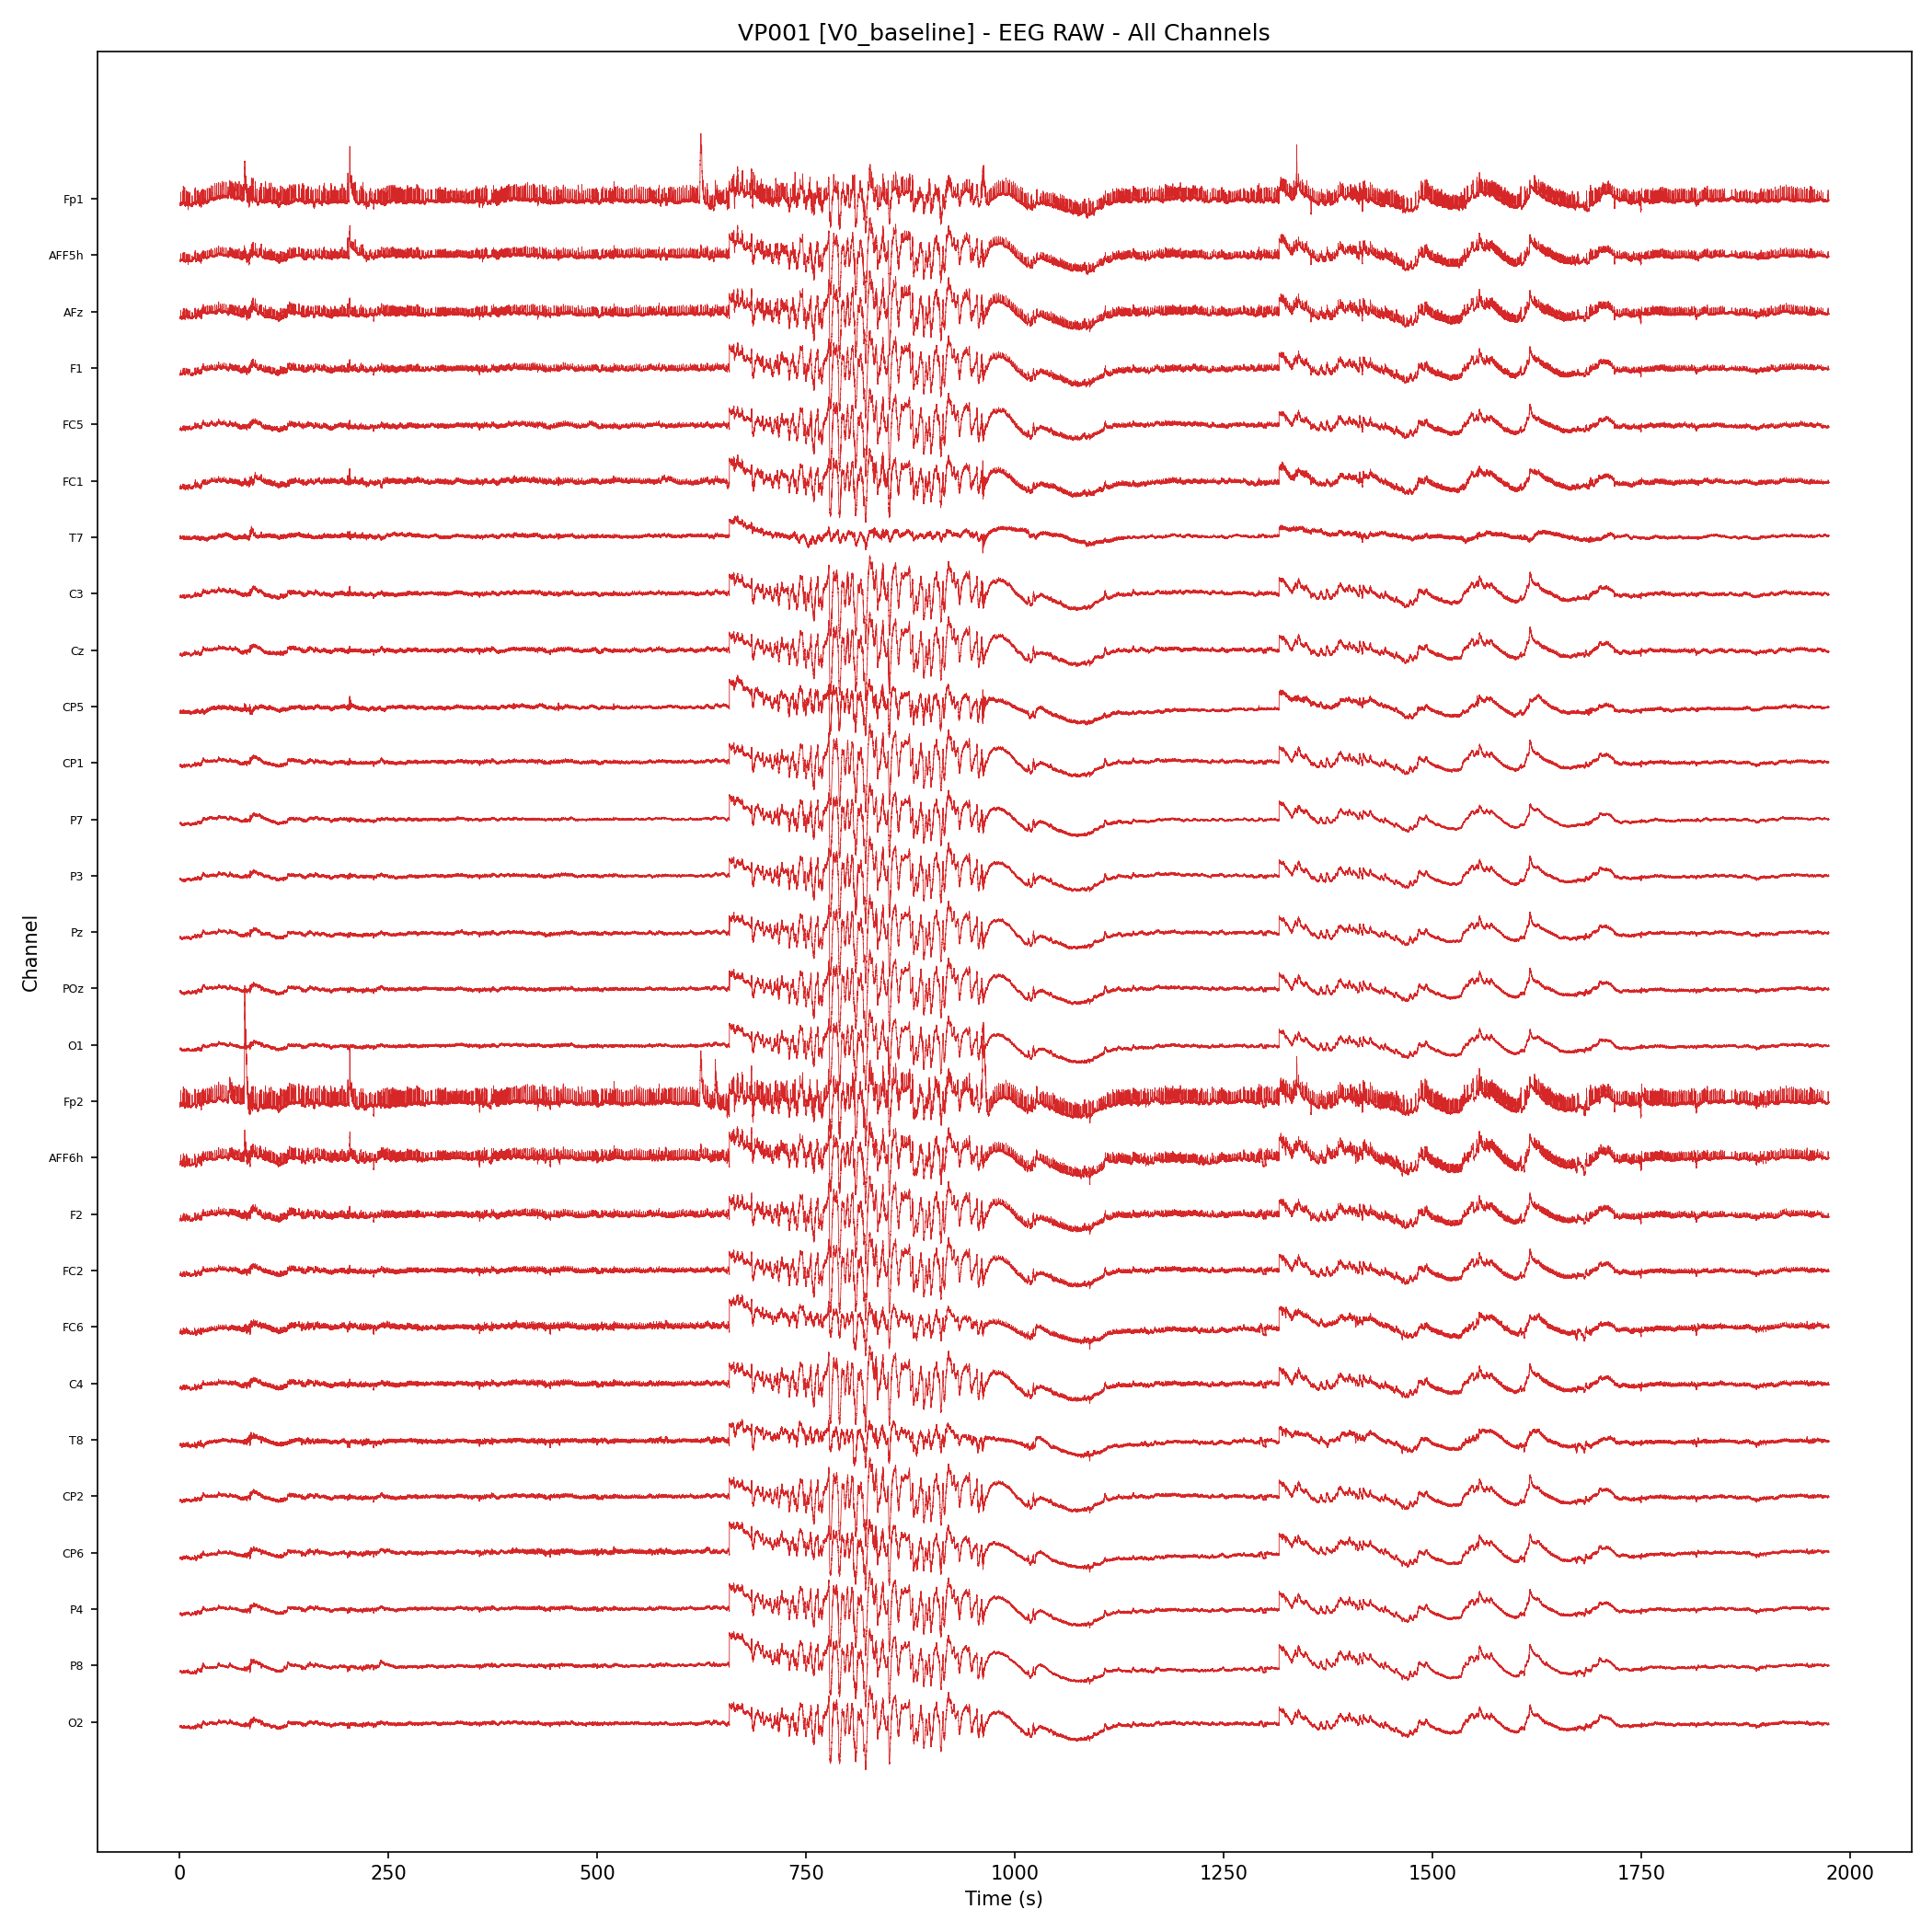 VP001 [V0_baseline] - EEG RAW - All Channels
Fp1
AFF5h
AFz
F1
FC5
FC1
T7
C3
Cz
CP5
CP1
P7
P3
Pz
POz
O1
Fp2
AFF6h
F2
FC2
FC6
C4
T8
CP2
CP6
P4
P8
O2
Channel
0 250 500 750 1000 1250 1500 1750 2000
Time (s)